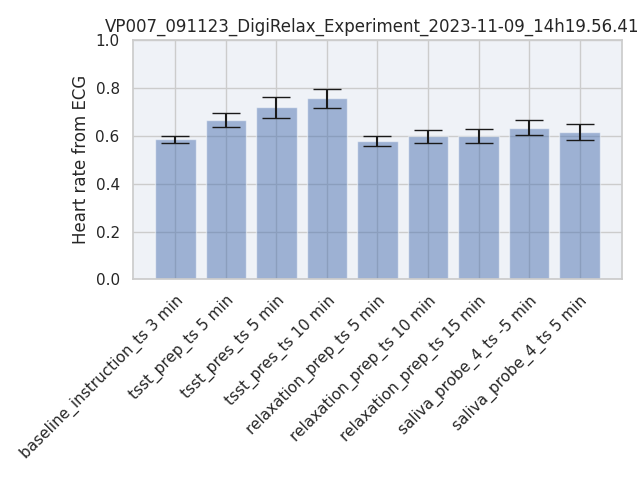 VP007_091123_DigiRelax_Experiment_2023-11-09_14h19.56.41
1.0
0.8
0.6
0.4
0.2
0.0
Heart rate from ECG
baseline_instruction_ts 3 min
tsst_prep_ts 5 min
tsst_pres_ts 5 min
tsst_pres_ts 10 min
relaxation_prep_ts 5 min
relaxation_prep_ts 10 min
relaxation_prep_ts 15 min
saliva_probe_4_ts -5 min
saliva_probe_4_ts 5 min